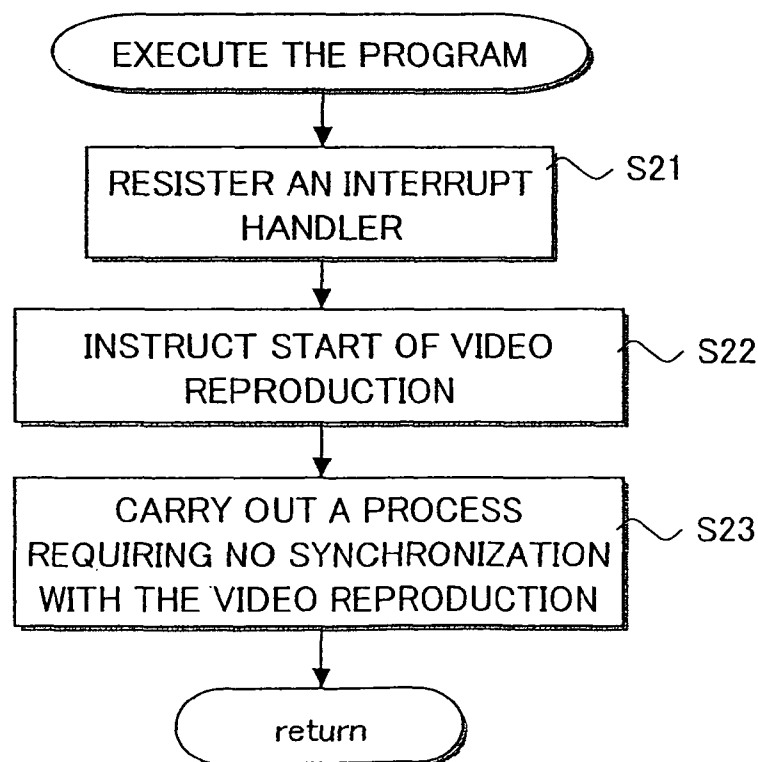 EXECUTE THE PROGRAM
RESISTER AN INTERRUPT
HANDLER
S21
INSTRUCT START OF VIDEO
REPRODUCTION
S22
CARRY OUT A PROCESS
REQUIRING NO SYNCHRONIZATION
WITH THE VIDEO REPRODUCTION
S23
return